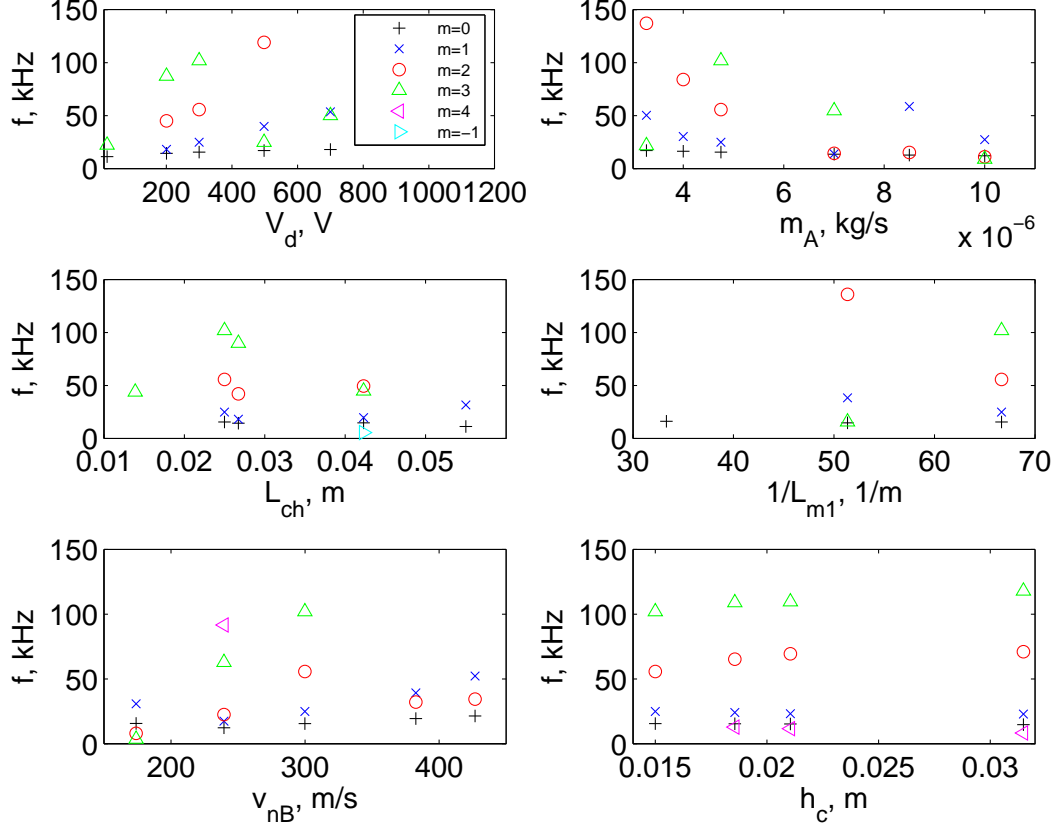 150
100
50
0
f, kHz
200 400 600 800 1000 1200
V_d, V
m=0
m=1
m=2
m=3
m=4
m=−1
150
100
50
0
f, kHz
4 6 8 10
m_A, kg/s
x 10^−6
150
100
50
0
f, kHz
0.01 0.02 0.03 0.04 0.05
L_ch, m
150
100
50
0
f, kHz
30 40 50 60 70
1/L_m1, 1/m
150
100
50
0
f, kHz
200 300 400
v_nB, m/s
150
100
50
0
f, kHz
0.015 0.02 0.025 0.03
h_c, m